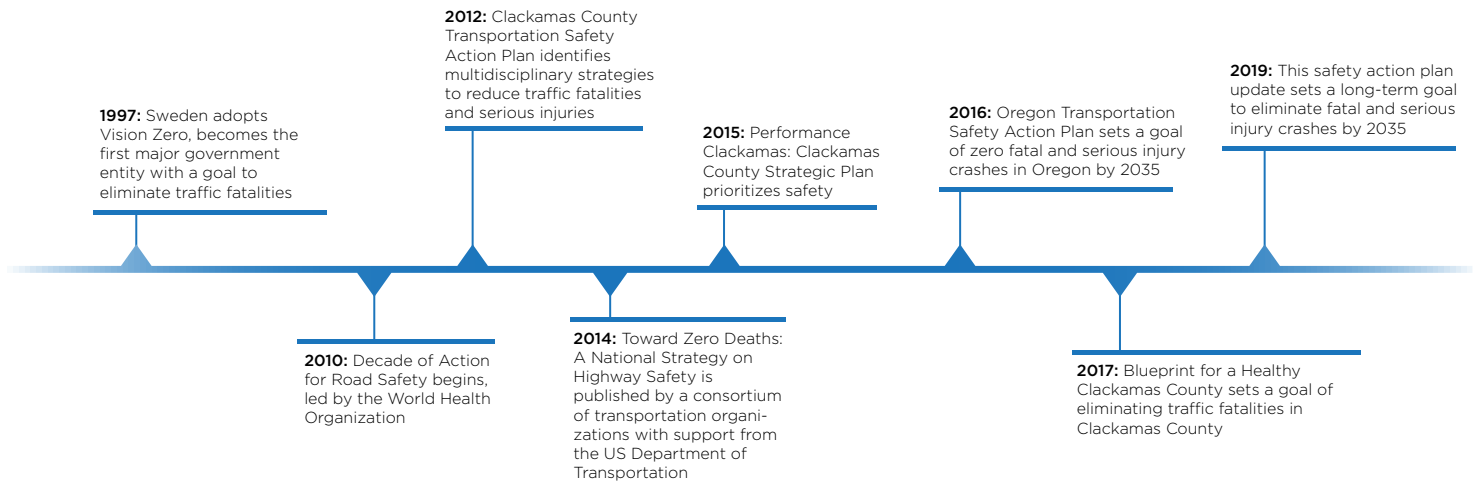 1997: Sweden adopts
Vision Zero, becomes the
first major government
entity with a goal to
eliminate traffic fatalities
2010: Decade of Action
for Road Safety begins,
led by the World Health
Organization
2012: Clackamas County
Transportation Safety
Action Plan identifies
multidisciplinary strategies
to reduce traffic fatalities
and serious injuries
2014: Toward Zero Deaths:
A National Strategy on
Highway Safety is
published by a consortium
of transportation organi-
zations with support from
the US Department of
Transportation
2015: Performance
Clackamas: Clackamas
County Strategic Plan
prioritizes safety
2016: Oregon Transportation
Safety Action Plan sets a goal
of zero fatal and serious injury
crashes in Oregon by 2035
2017: Blueprint for a Healthy
Clackamas County sets a goal of
eliminating traffic fatalities in
Clackamas County
2019: This safety action plan
update sets a long-term goal
to eliminate fatal and serious
injury crashes by 2035